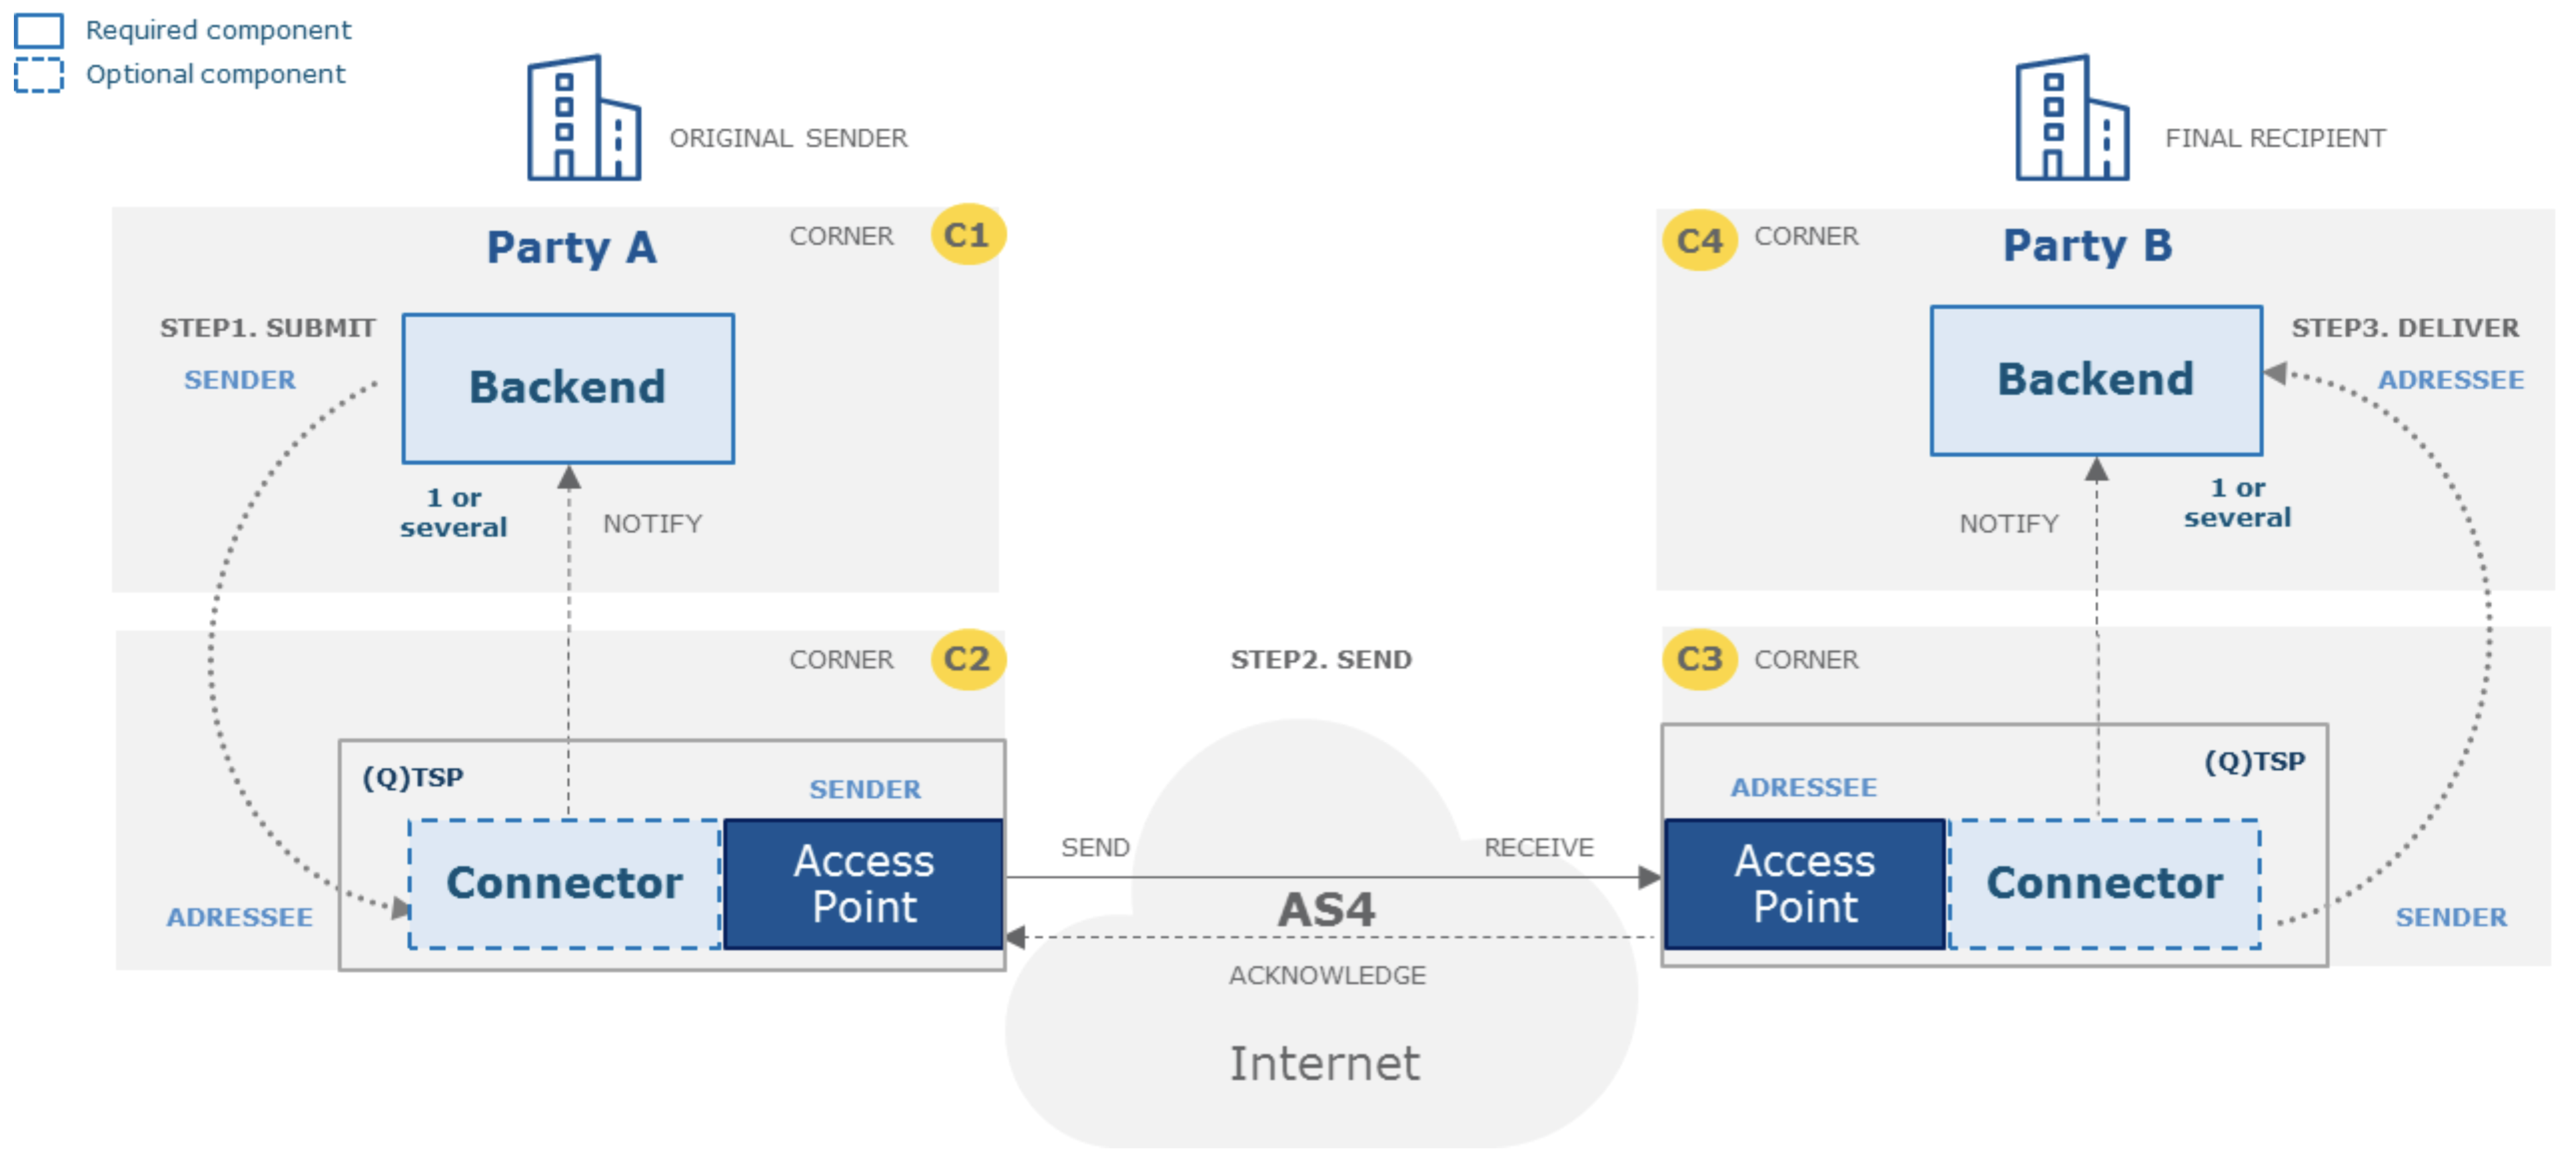 Required component
Optional component
ORIGINAL SENDER
FINAL RECIPIENT
Party A
CORNER
C1
C4
CORNER
Party B
STEP1. SUBMIT
SENDER
Backend
Backend
STEP3. DELIVER
ADRESSEE
1 or
several
NOTIFY
NOTIFY
1 or
several
CORNER
C2
STEP2. SEND
C3
CORNER
(Q)TSP
SENDER
ADRESSEE
(Q)TSP
ADRESSEE
Connector
Access
Point
SEND
RECEIVE
AS4
ACKNOWLEDGE
Internet
Access
Point
Connector
SENDER